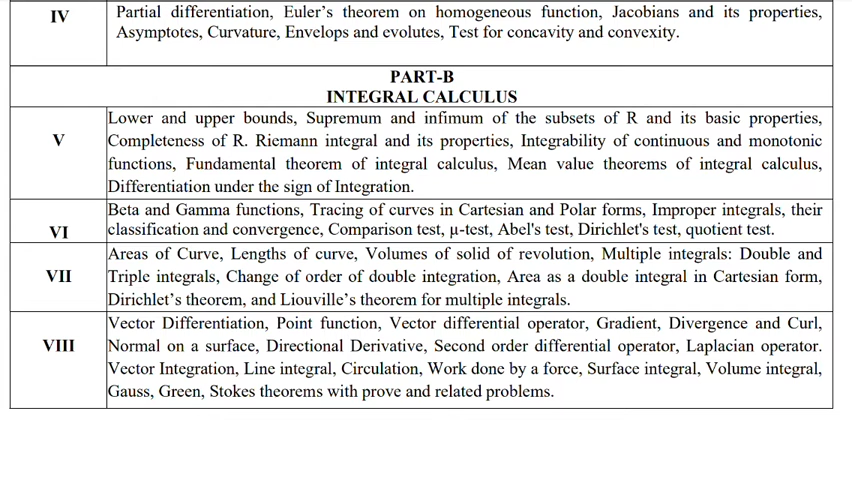 IV
Partial differentiation, Euler’s theorem on homogeneous function, Jacobians and its properties,
Asymptotes, Curvature, Envelops and evolutes, Test for concavity and convexity.
PART-B
INTEGRAL CALCULUS
V
Lower and upper bounds, Supremum and infimum of the subsets of R and its basic properties,
Completeness of R. Riemann integral and its properties, Integrability of continuous and monotonic
functions, Fundamental theorem of integral calculus, Mean value theorems of integral calculus,
Differentiation under the sign of Integration.
VI
Beta and Gamma functions, Tracing of curves in Cartesian and Polar forms, Improper integrals, their
classification and convergence, Comparison test, µ-test, Abel's test, Dirichlet's test, quotient test.
VII
Areas of Curve, Lengths of curve, Volumes of solid of revolution, Multiple integrals: Double and
Triple integrals, Change of order of double integration, Area as a double integral in Cartesian form,
Dirichlet’s theorem, and Liouville’s theorem for multiple integrals.
VIII
Vector Differentiation, Point function, Vector differential operator, Gradient, Divergence and Curl,
Normal on a surface, Directional Derivative, Second order differential operator, Laplacian operator.
Vector Integration, Line integral, Circulation, Work done by a force, Surface integral, Volume integral,
Gauss, Green, Stokes theorems with prove and related problems.